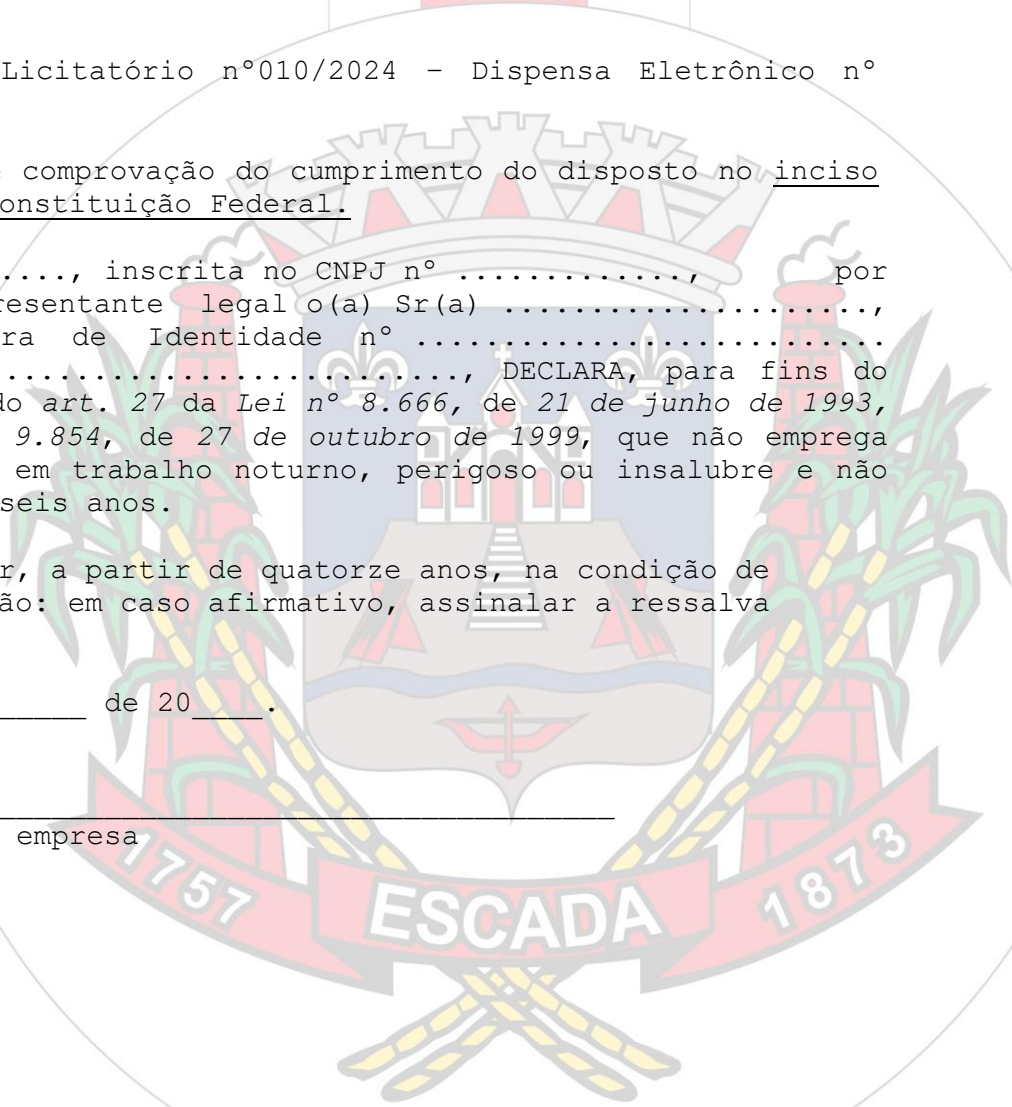 Licitatório nº010/2024 – Dispensa Eletrônico nº
comprovação do cumprimento do disposto no inciso
onstituição Federal.
...., inscrita no CNPJ nº ............., por
resentante legal o(a) Sr(a) .....................,
ra de Identidade nº ...........................
..........................., DECLARA, para fins do
do art. 27 da Lei nº 8.666, de 21 de junho de 1993,
9.854, de 27 de outubro de 1999, que não emprega
em trabalho noturno, perigoso ou insalubre e não
seis anos.
r, a partir de quatorze anos, na condição de
ão: em caso afirmativo, assinalar a ressalva
_____ de 20____.
___________________________________
empresa
1757 ESCADA 1873